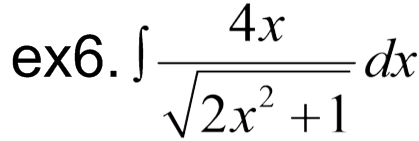 ex6. ∫ 4x / √(2x² + 1) dx